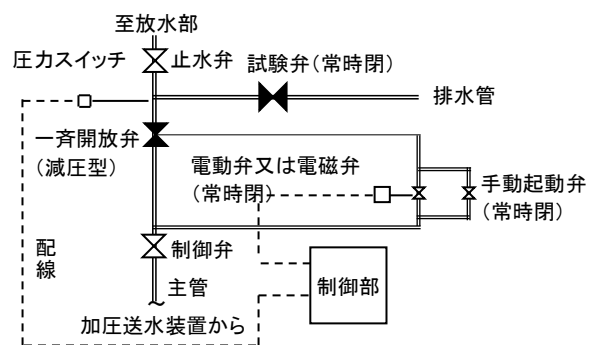 至放水部
圧力スイッチ
止水弁
試験弁(常時閉)
排水管
一斉開放弁
(減圧型)
電動弁又は電磁弁
(常時閉)
手動起動弁
(常時閉)
配線
制御弁
制御部
主管
加圧送水装置から